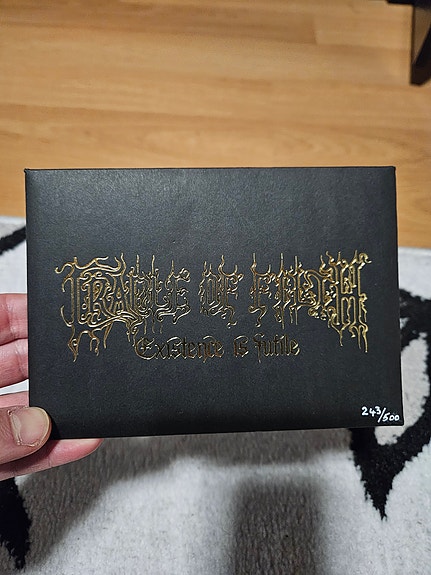 CRADLE OF FILTH
Existence is Futile
243/500